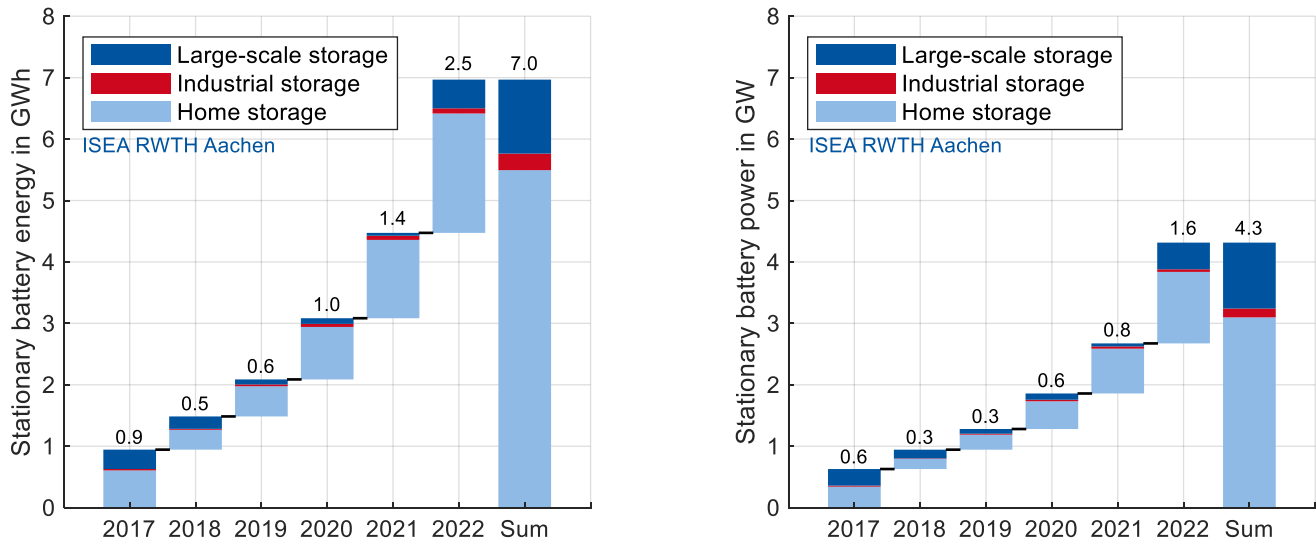 Stationary battery energy in GWh
8
7
6
5
4
3
2
1
0
Large-scale storage
Industrial storage
Home storage
ISEA RWTH Aachen
0.9
0.5
0.6
1.0
1.4
2.5
7.0
2017 2018 2019 2020 2021 2022 Sum
Stationary battery power in GW
8
7
6
5
4
3
2
1
0
Large-scale storage
Industrial storage
Home storage
ISEA RWTH Aachen
0.6
0.3
0.3
0.6
0.8
1.6
4.3
2017 2018 2019 2020 2021 2022 Sum